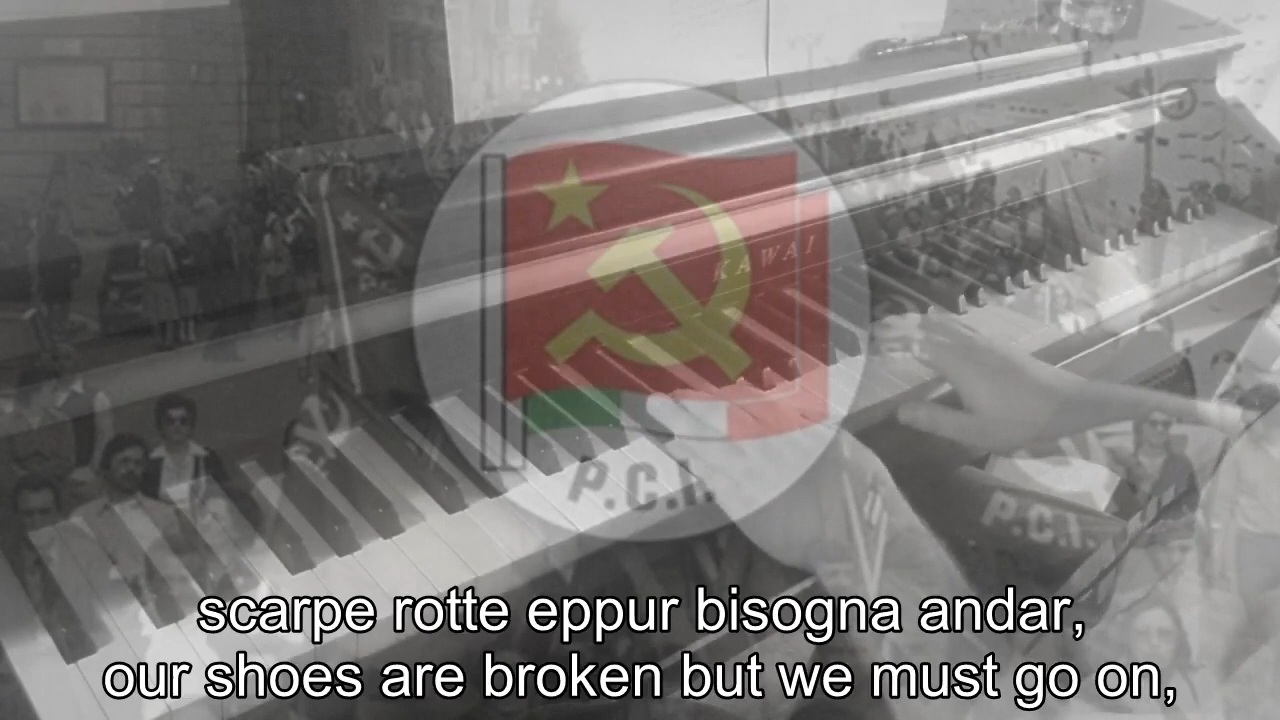 KAWAI
P.C.I.
P.C.I.
scarpe rotte eppur bisogna andar,
our shoes are broken but we must go on,